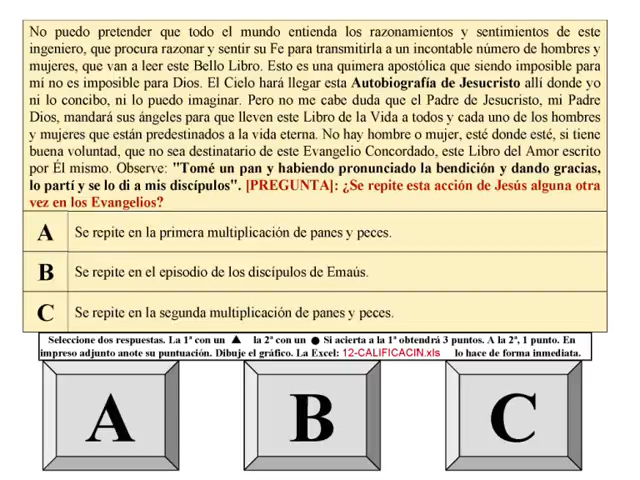 No puedo pretender que todo el mundo entienda los razonamientos y sentimientos de este
ingeniero, que procura razonar y sentir su Fe para transmitirla a un incontable número de hombres y
mujeres, que van a leer este Bello Libro. Esto es una quimera apostólica que siendo imposible para
mí no es imposible para Dios. El Cielo hará llegar esta Autobiografía de Jesucristo allí donde yo
ni lo concibo, ni lo puedo imaginar. Pero no me cabe duda que el Padre de Jesucristo, mi Padre
Dios, mandará sus ángeles para que lleven este Libro de la Vida a todos y cada uno de los hombres
y mujeres que están predestinados a la vida eterna. No hay hombre o mujer, esté donde esté, si tiene
buena voluntad, que no sea destinatario de este Evangelio Concordado, este Libro del Amor escrito
por Él mismo. Observe: "Tomé un pan y habiendo pronunciado la bendición y dando gracias,
lo partí y se lo di a mis discípulos". [PREGUNTA]: ¿Se repite esta acción de Jesús alguna otra
vez en los Evangelios?
A Se repite en la primera multiplicación de panes y peces.
B Se repite en el episodio de los discípulos de Emaús.
C Se repite en la segunda multiplicación de panes y peces.
Seleccione dos respuestas. La 1ª con un ▲ la 2ª con un ● Si acierta a la 1ª obtendrá 3 puntos. A la 2ª, 1 punto. En
impreso adjunto anote su puntuación. Dibuje el gráfico. La Excel: 12-CALIFICACIN.xls lo hace de forma inmediata.
A B C